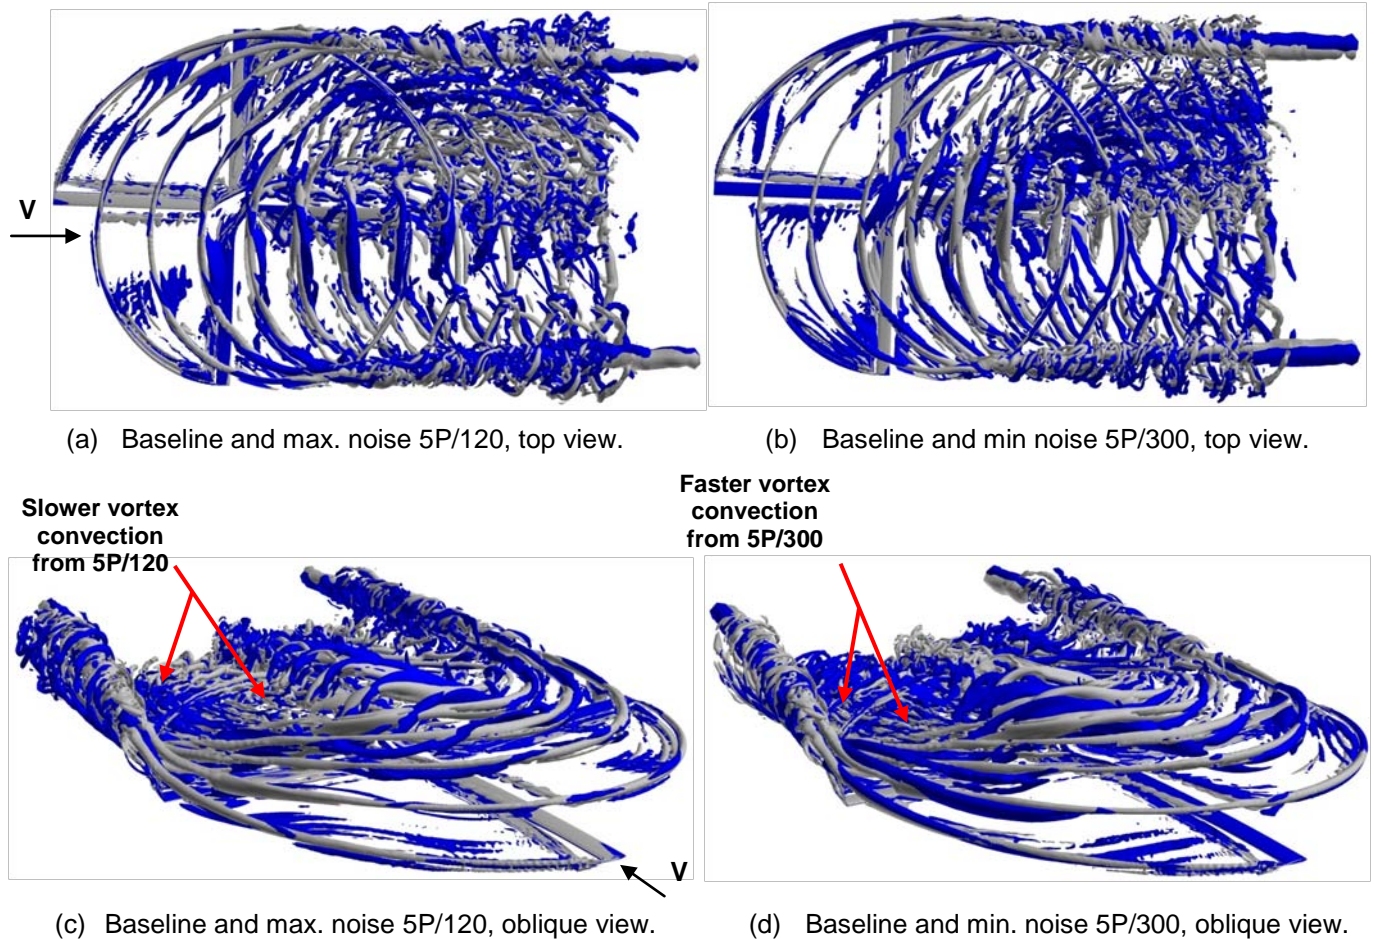 V
(a) Baseline and max. noise 5P/120, top view.
(b) Baseline and min noise 5P/300, top view.
Slower vortex
convection
from 5P/120
Faster vortex
convection
from 5P/300
V
(c) Baseline and max. noise 5P/120, oblique view.
(d) Baseline and min. noise 5P/300, oblique view.